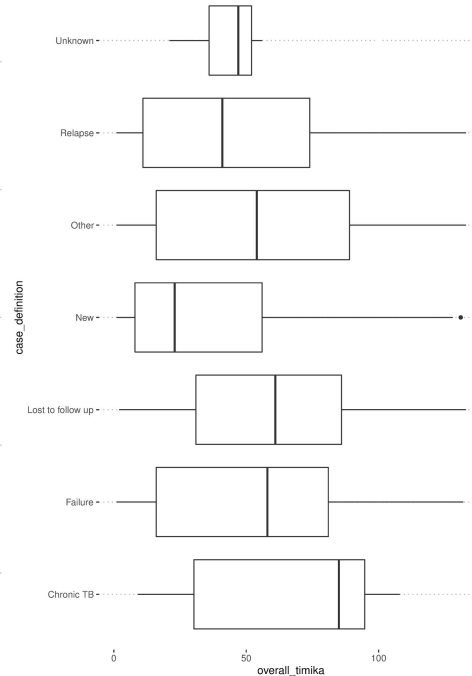 Unknown
Relapse
Other
New
Lost to follow up
Failure
Chronic TB
case_definition
0 50 100
overall_timika